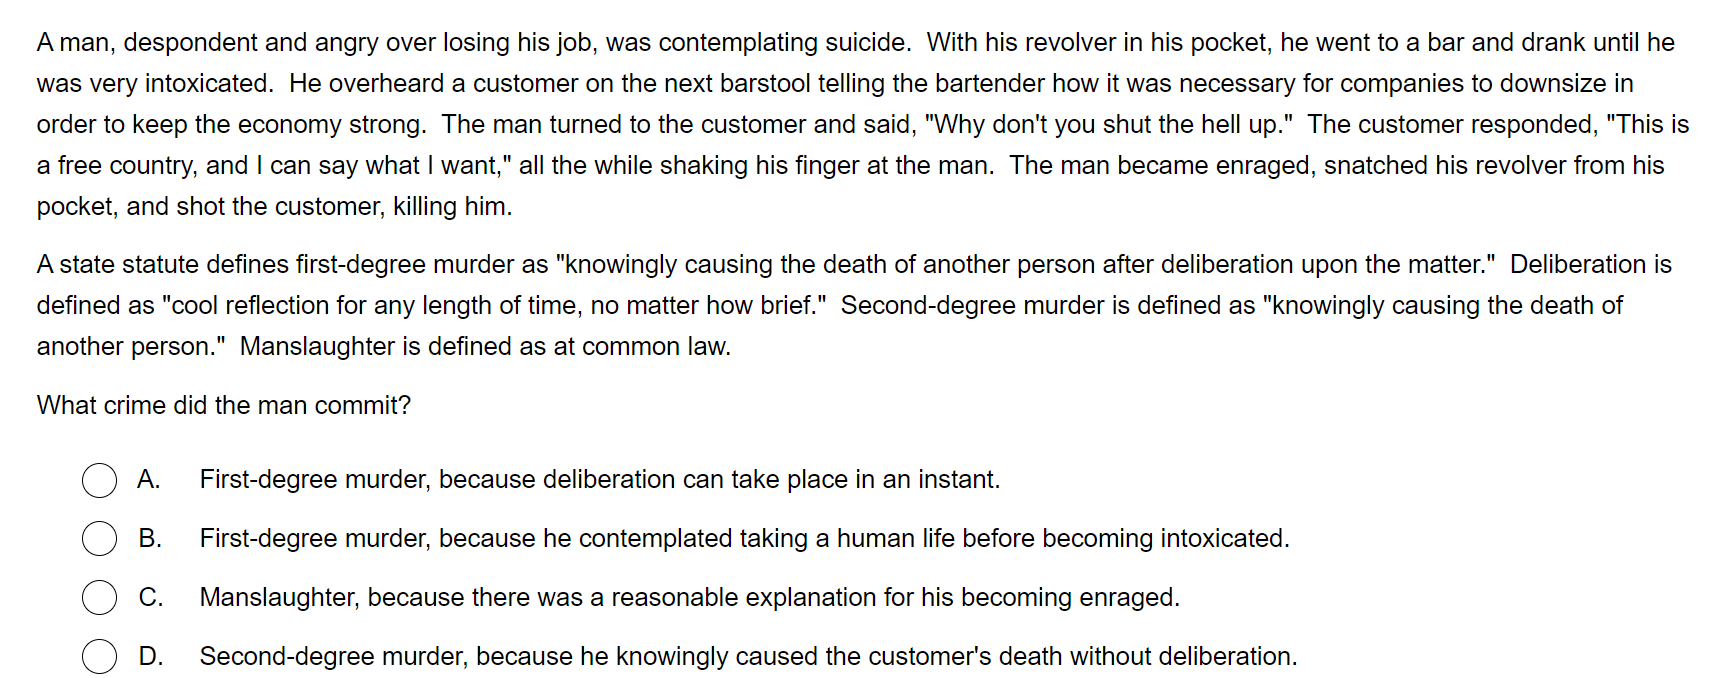 A man, despondent and angry over losing his job, was contemplating suicide.  With his revolver in his pocket, he went to a bar and drank until he
was very intoxicated.  He overheard a customer on the next barstool telling the bartender how it was necessary for companies to downsize in
order to keep the economy strong.  The man turned to the customer and said, "Why don't you shut the hell up."  The customer responded, "This is
a free country, and I can say what I want," all the while shaking his finger at the man.  The man became enraged, snatched his revolver from his
pocket, and shot the customer, killing him.
A state statute defines first-degree murder as "knowingly causing the death of another person after deliberation upon the matter."  Deliberation is
defined as "cool reflection for any length of time, no matter how brief."  Second-degree murder is defined as "knowingly causing the death of
another person."  Manslaughter is defined as at common law.
What crime did the man commit?
A. First-degree murder, because deliberation can take place in an instant.
B. First-degree murder, because he contemplated taking a human life before becoming intoxicated.
C. Manslaughter, because there was a reasonable explanation for his becoming enraged.
D. Second-degree murder, because he knowingly caused the customer's death without deliberation.